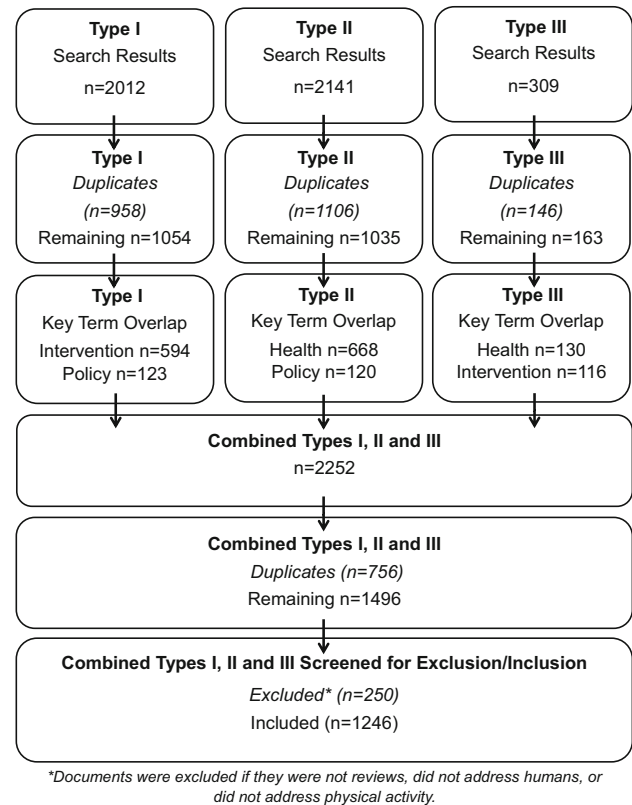 Type I
Search Results
n=2012
Type II
Search Results
n=2141
Type III
Search Results
n=309
Type I
Duplicates
(n=958)
Remaining n=1054
Type II
Duplicates
(n=1106)
Remaining n=1035
Type III
Duplicates
(n=146)
Remaining n=163
Type I
Key Term Overlap
Intervention n=594
Policy n=123
Type II
Key Term Overlap
Health n=668
Policy n=120
Type III
Key Term Overlap
Health n=130
Intervention n=116
Combined Types I, II and III
n=2252
Combined Types I, II and III
Duplicates (n=756)
Remaining n=1496
Combined Types I, II and III Screened for Exclusion/Inclusion
Excluded* (n=250)
Included (n=1246)
*Documents were excluded if they were not reviews, did not address humans, or
did not address physical activity.